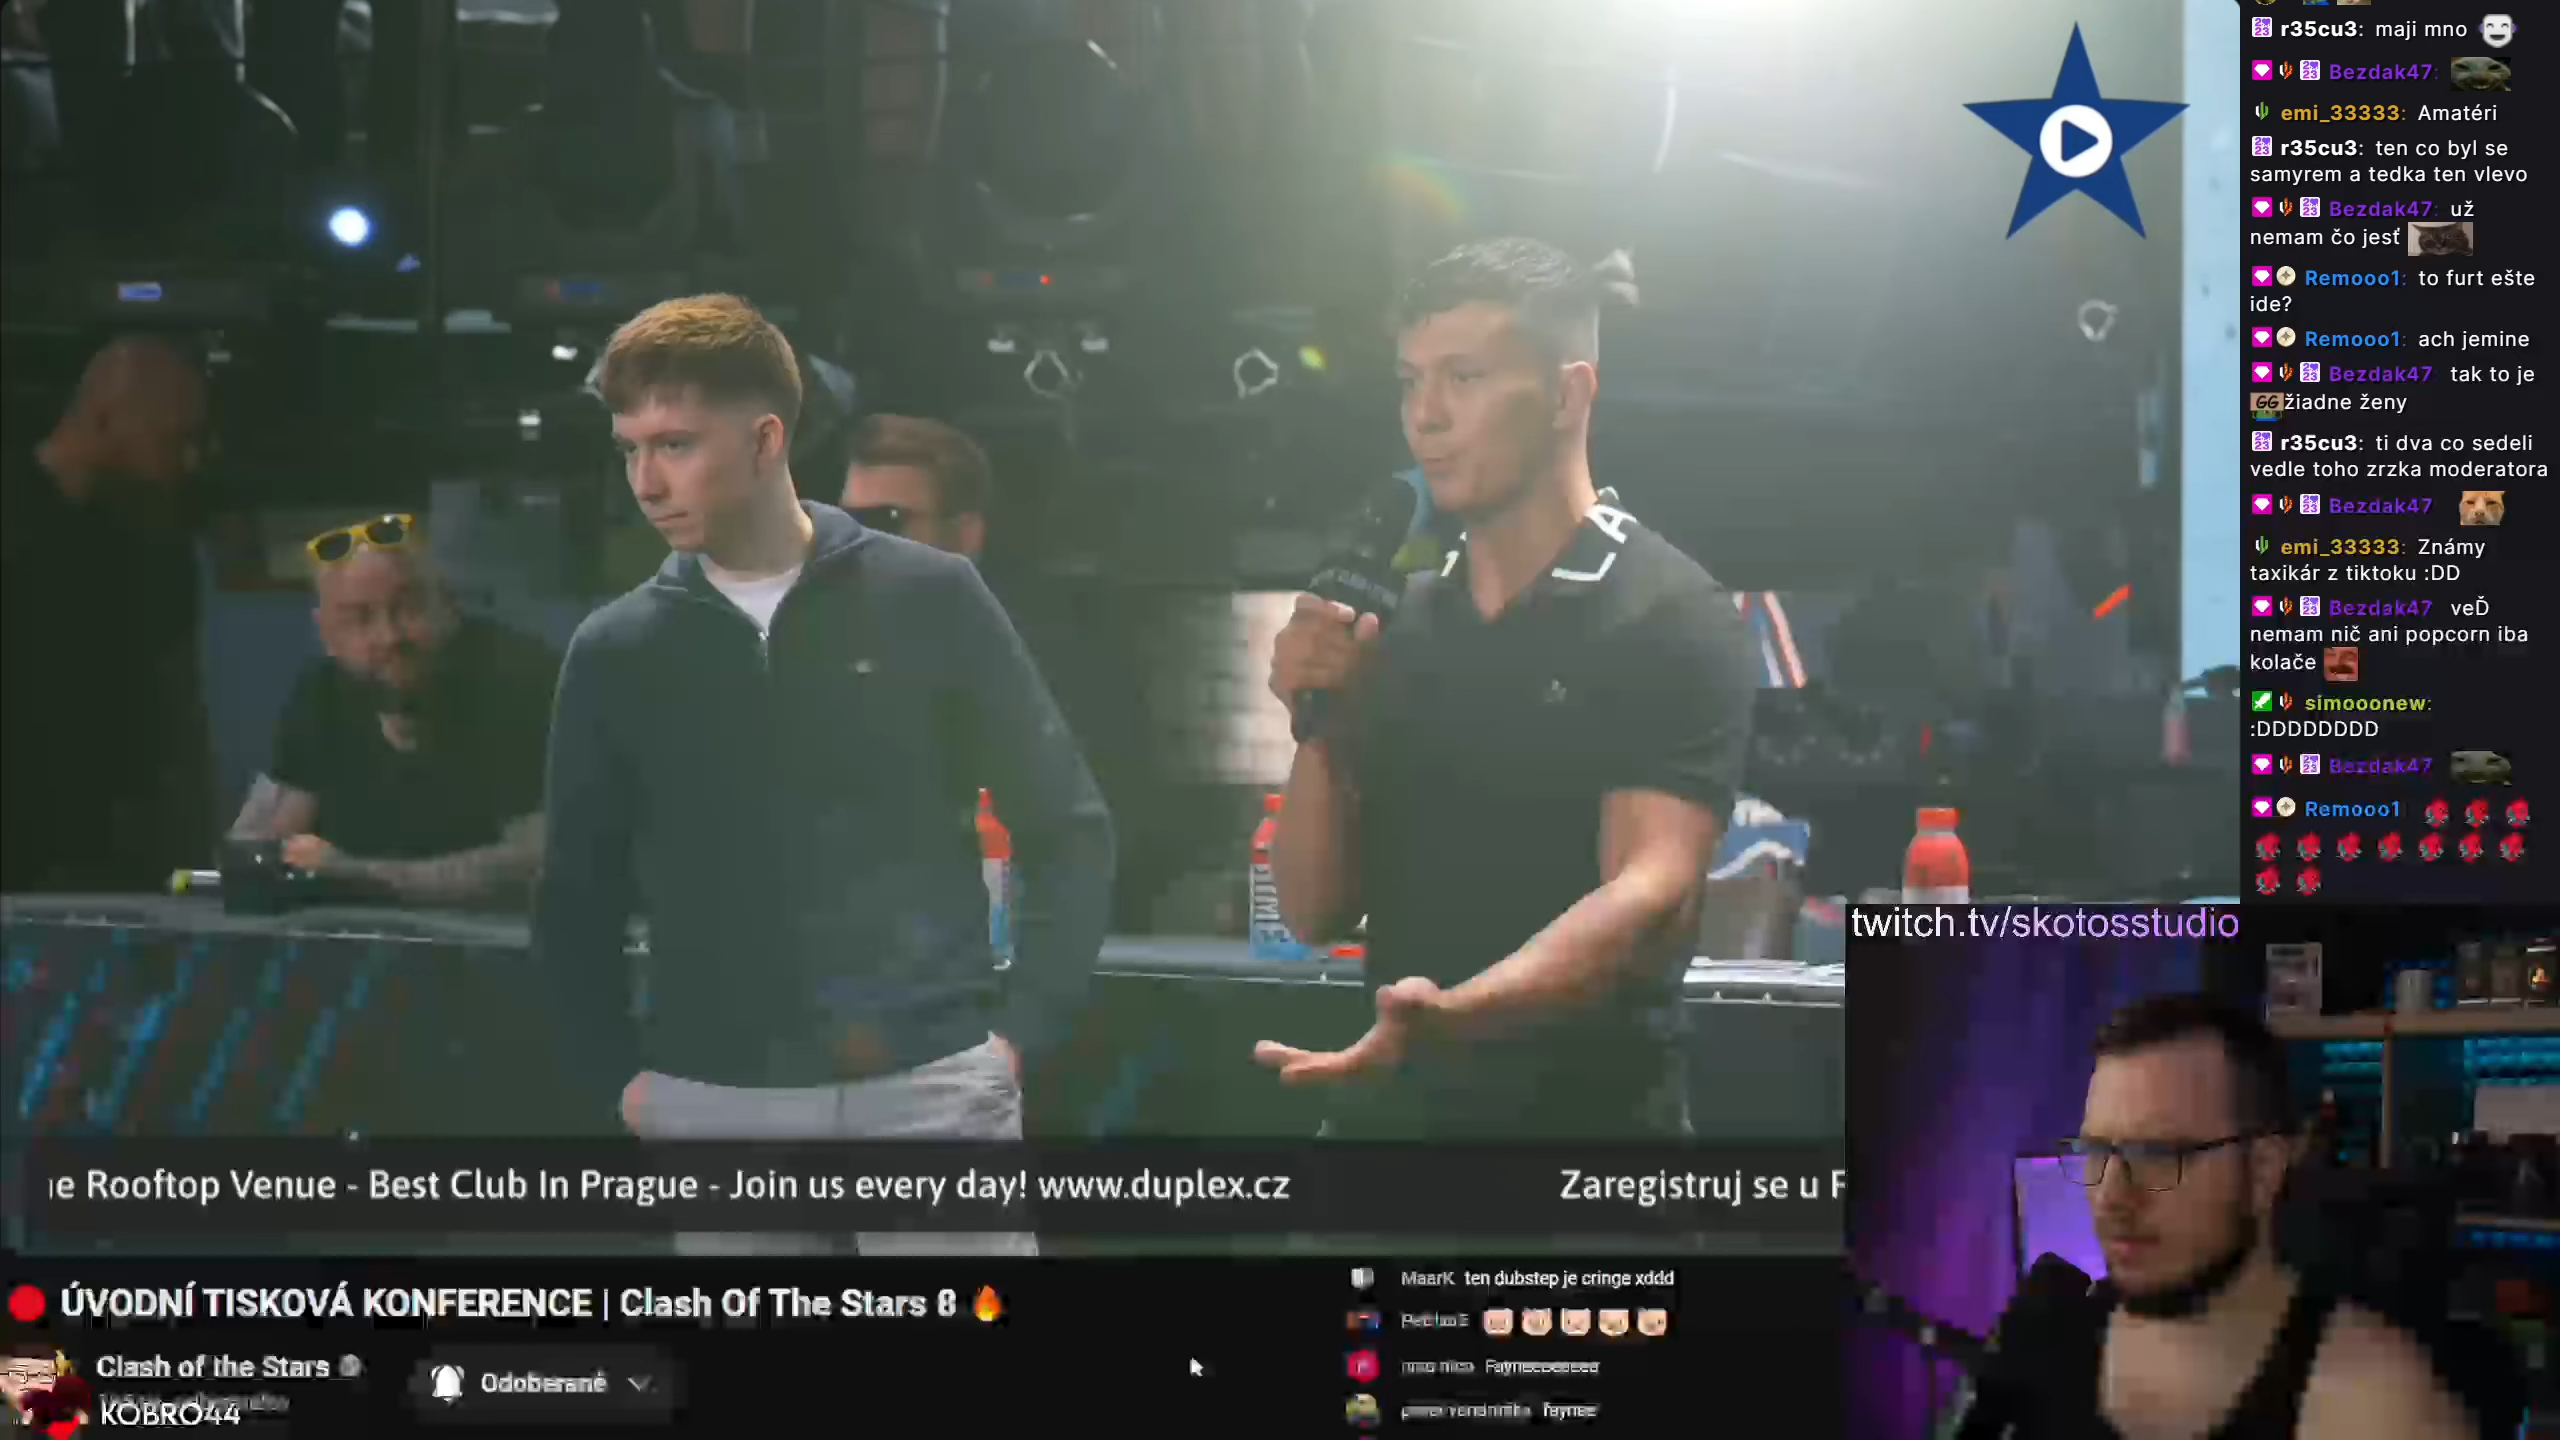 r35cu3: maji mno
Bezdak47:
emi_33333: Amatéri
r35cu3: ten co byl se
samyrem a tedka ten vlevo
Bezdak47: už
nemam čo jesť
Remooo1: to furt ešte
ide?
Remooo1: ach jemine
Bezdak47 tak to je
GG žiadne ženy
r35cu3: ti dva co sedeli
vedle toho zrzka moderatora
Bezdak47
emi_33333: Známy
taxikár z tiktoku :DD
Bezdak47 veĎ
nemam nič ani popcorn iba
kolače
simooonew:
:DDDDDDDD
Bezdak47
Remooo1
twitch.tv/skotosstudio
e Rooftop Venue - Best Club In Prague - Join us every day! www.duplex.cz
Zaregistruj se u F
ÚVODNÍ TISKOVÁ KONFERENCE | Clash Of The Stars 8
Clash of the Stars
Odoberané
KOBRO44
MaarK ten dubstep je cringe xddd
faynee